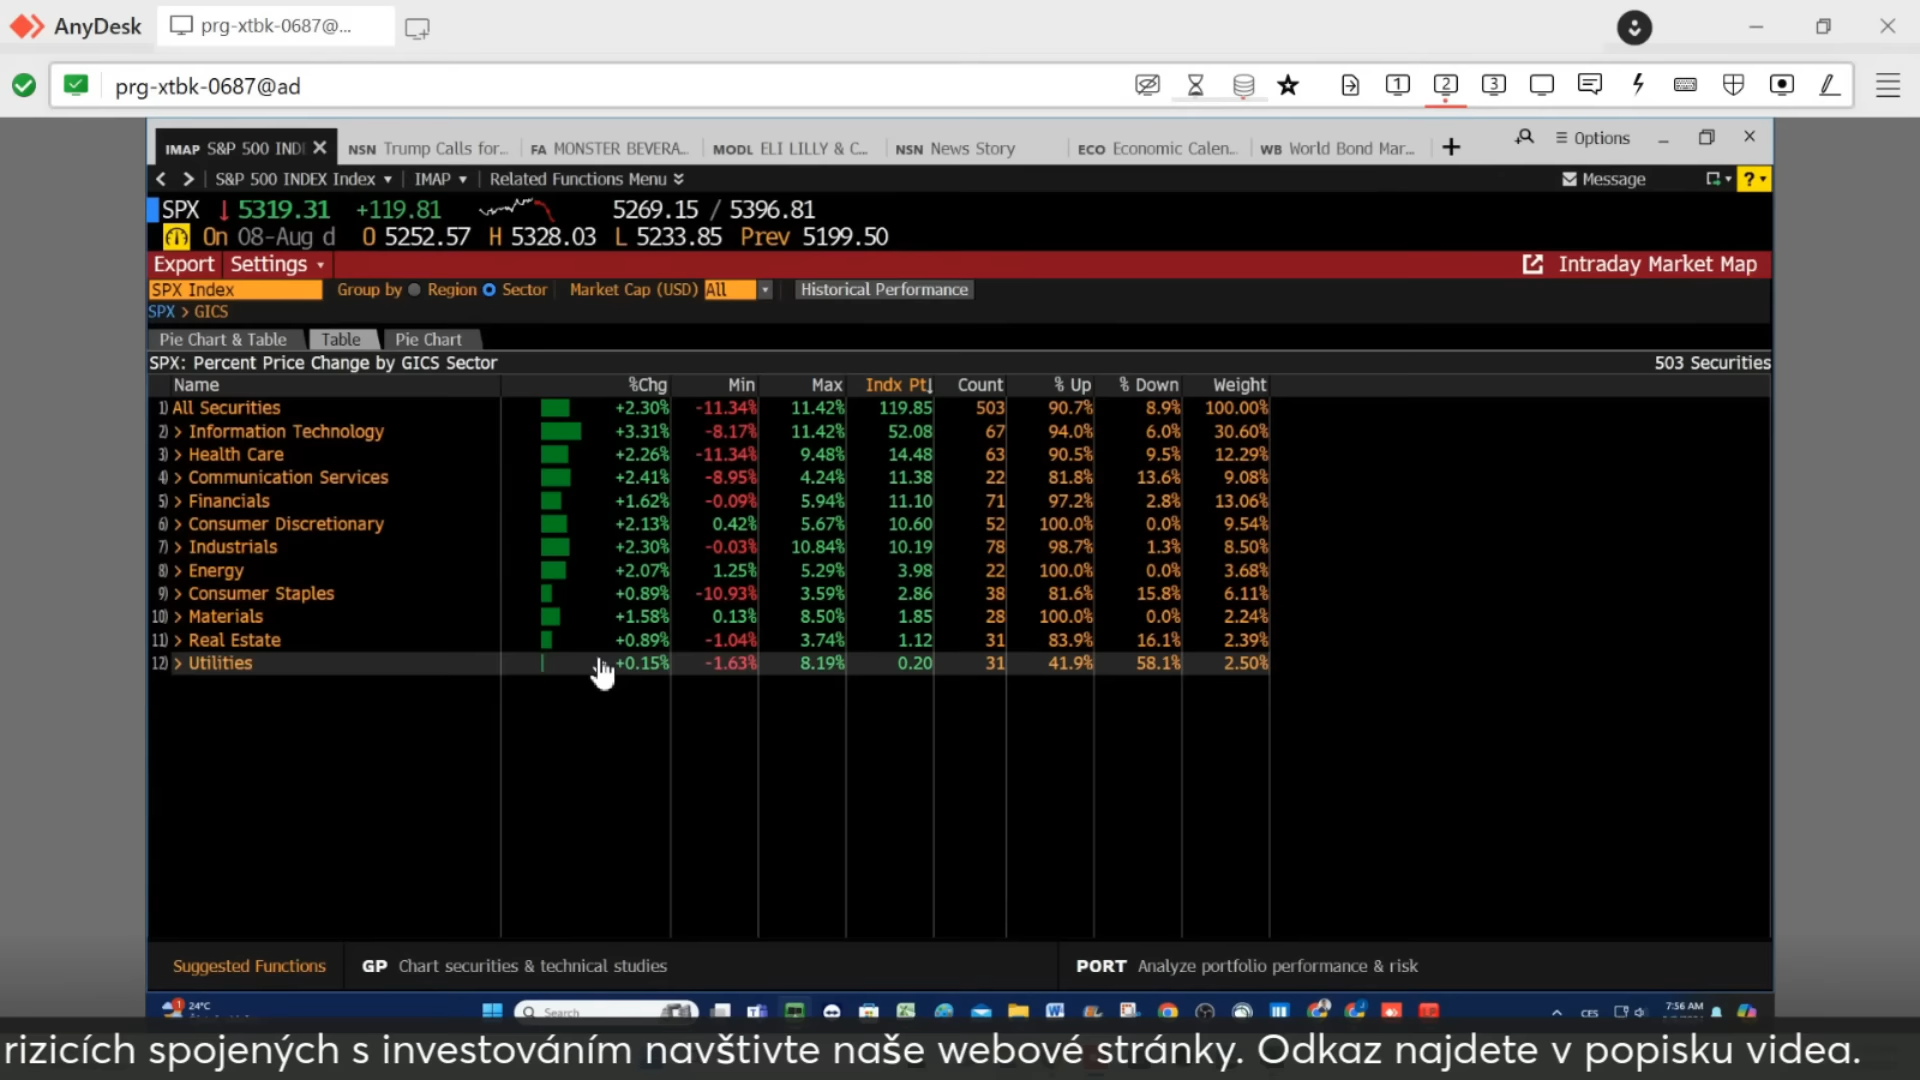 AnyDesk prg-xtbk-0687@...
prg-xtbk-0687@ad 1 2 3
IMAP S&P 500 INDI NSN Trump Calls for... FA MONSTER BEVERA... MODL ELI LILLY & C... NSN News Story ECO Economic Calen... WB World Bond Mar... Options
S&P 500 INDEX Index IMAP Related Functions Menu Message ?
SPX ↓ 5319.31 +119.81 5269.15 / 5396.81
On 08-Aug d O 5252.57 H 5328.03 L 5233.85 Prev 5199.50
Export Settings Intraday Market Map
SPX Index Group by Region Sector Market Cap (USD) All Historical Performance
SPX > GICS
Pie Chart & Table Table Pie Chart
SPX: Percent Price Change by GICS Sector 503 Securities
Name %Chg Min Max Indx Pt↓ Count % Up % Down Weight
1) All Securities +2.30% -11.34% 11.42% 119.85 503 90.7% 8.9% 100.00%
2) > Information Technology +3.31% -8.17% 11.42% 52.08 67 94.0% 6.0% 30.60%
3) > Health Care +2.26% -11.34% 9.48% 14.48 63 90.5% 9.5% 12.29%
4) > Communication Services +2.41% -8.95% 4.24% 11.38 22 81.8% 13.6% 9.08%
5) > Financials +1.62% -0.09% 5.94% 11.10 71 97.2% 2.8% 13.06%
6) > Consumer Discretionary +2.13% 0.42% 5.67% 10.60 52 100.0% 0.0% 9.54%
7) > Industrials +2.30% -0.03% 10.84% 10.19 78 98.7% 1.3% 8.50%
8) > Energy +2.07% 1.25% 5.29% 3.98 22 100.0% 0.0% 3.68%
9) > Consumer Staples +0.89% -10.93% 3.59% 2.86 38 81.6% 15.8% 6.11%
10) > Materials +1.58% 0.13% 8.50% 1.85 28 100.0% 0.0% 2.24%
11) > Real Estate +0.89% -1.04% 3.74% 1.12 31 83.9% 16.1% 2.39%
12) > Utilities +0.15% -1.63% 8.19% 0.20 31 41.9% 58.1% 2.50%
Suggested Functions GP Chart securities & technical studies PORT Analyze portfolio performance & risk
1 24°C Search CES 7:56 AM
rizicích spojených s investováním navštivte naše webové stránky. Odkaz najdete v popisku videa.